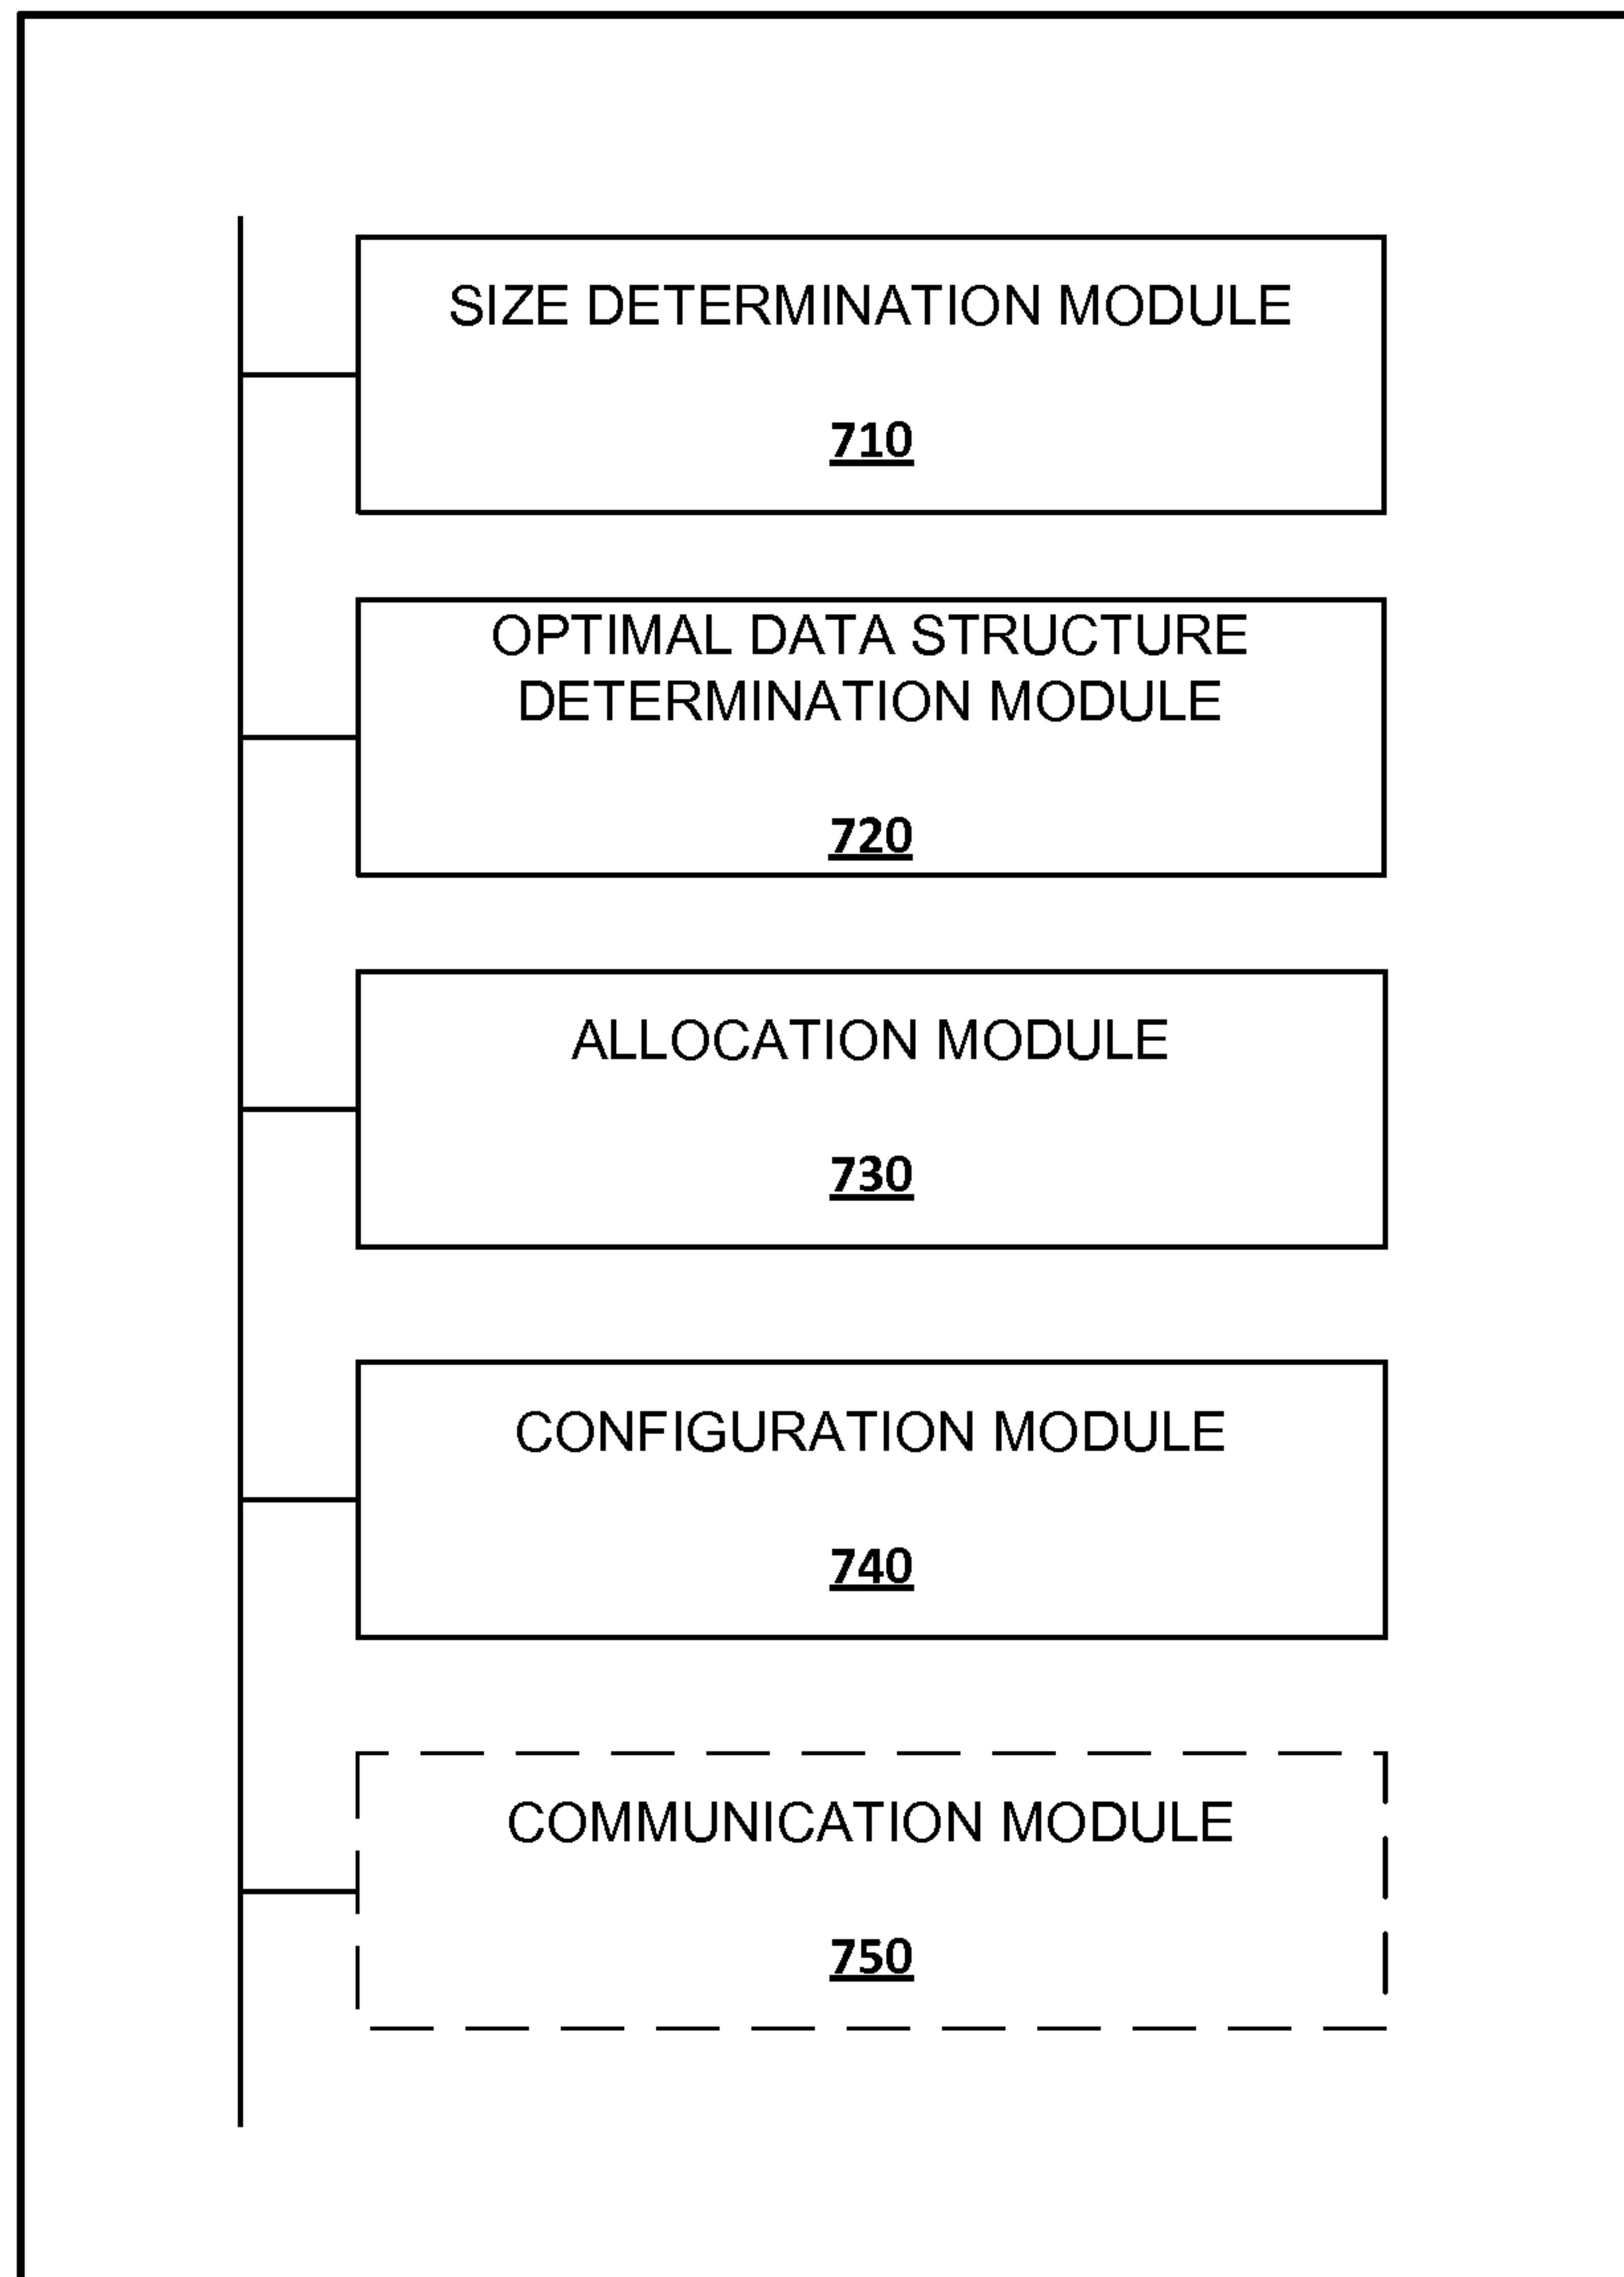 SIZE DETERMINATION MODULE
710
OPTIMAL DATA STRUCTURE
DETERMINATION MODULE
720
ALLOCATION MODULE
730
CONFIGURATION MODULE
740
COMMUNICATION MODULE
750